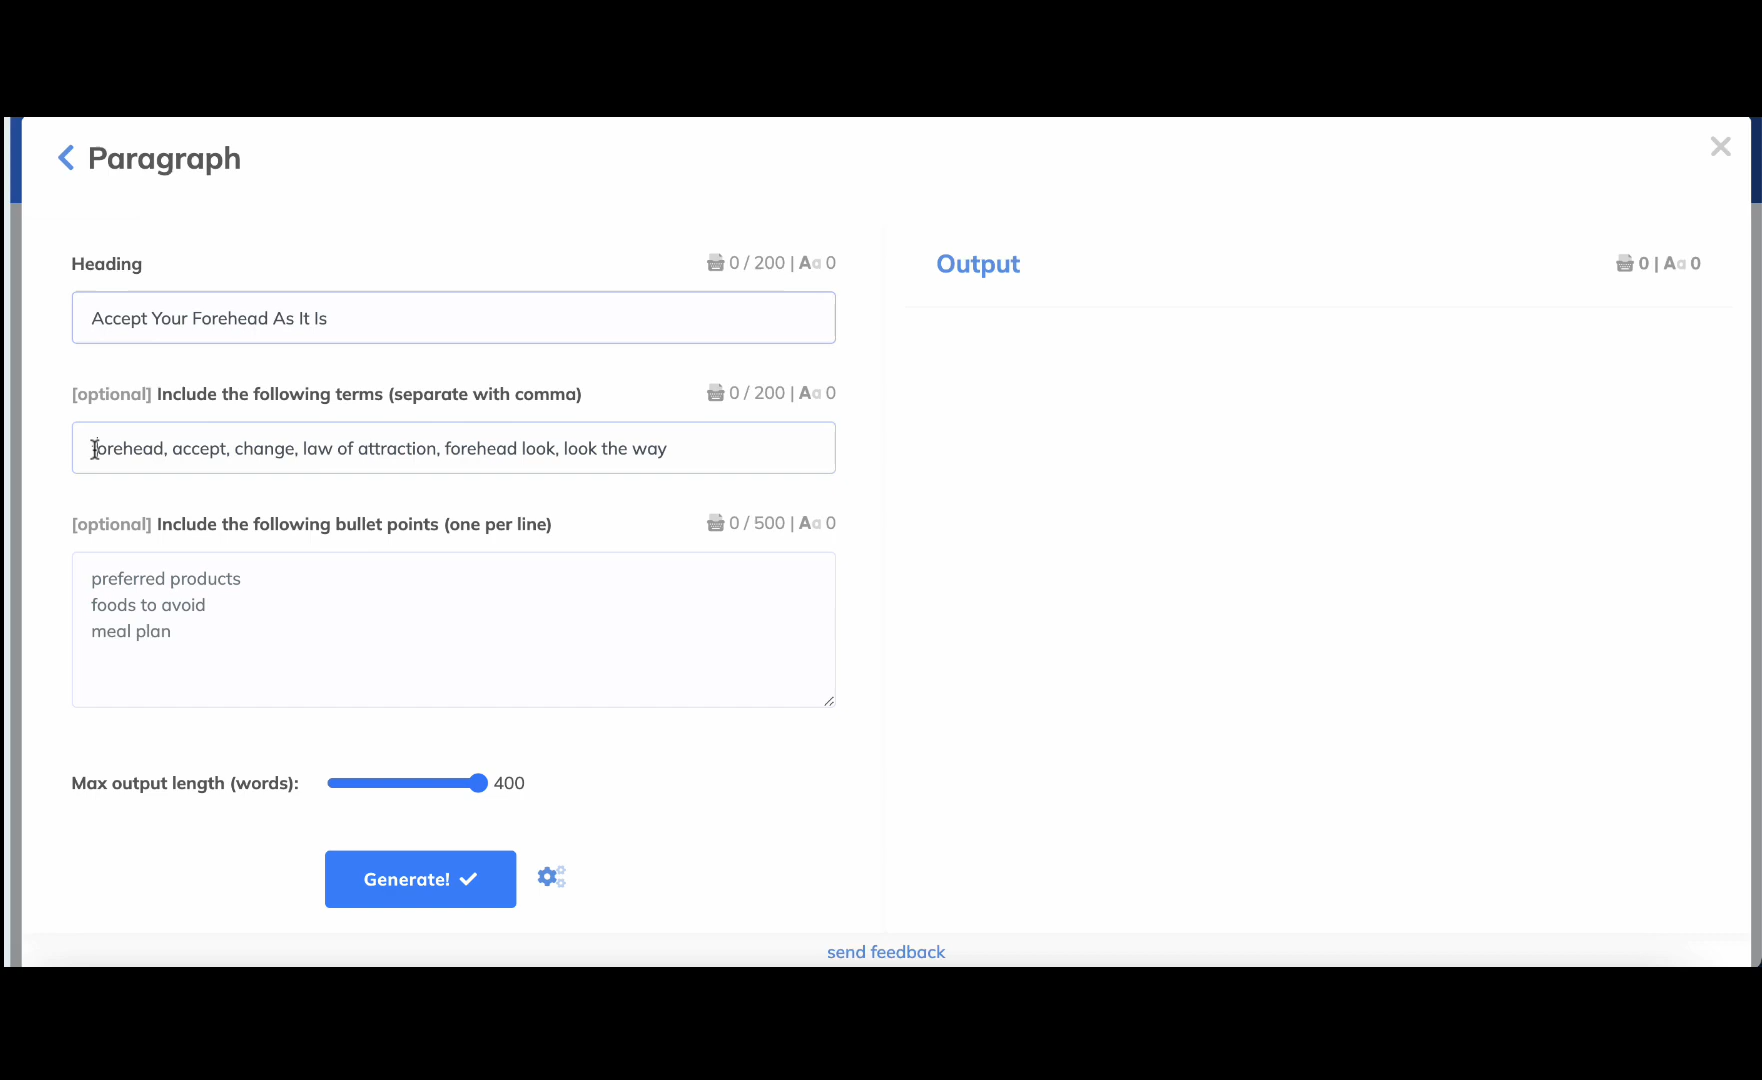 Paragraph
Heading
0 / 200 | Aa 0
Accept Your Forehead As It Is
[optional] Include the following terms (separate with comma)
0 / 200 | Aa 0
forehead, accept, change, law of attraction, forehead look, look the way
[optional] Include the following bullet points (one per line)
0 / 500 | Aa 0
preferred products
foods to avoid
meal plan
Max output length (words):
400
Generate!
Output
0 | Aa 0
send feedback